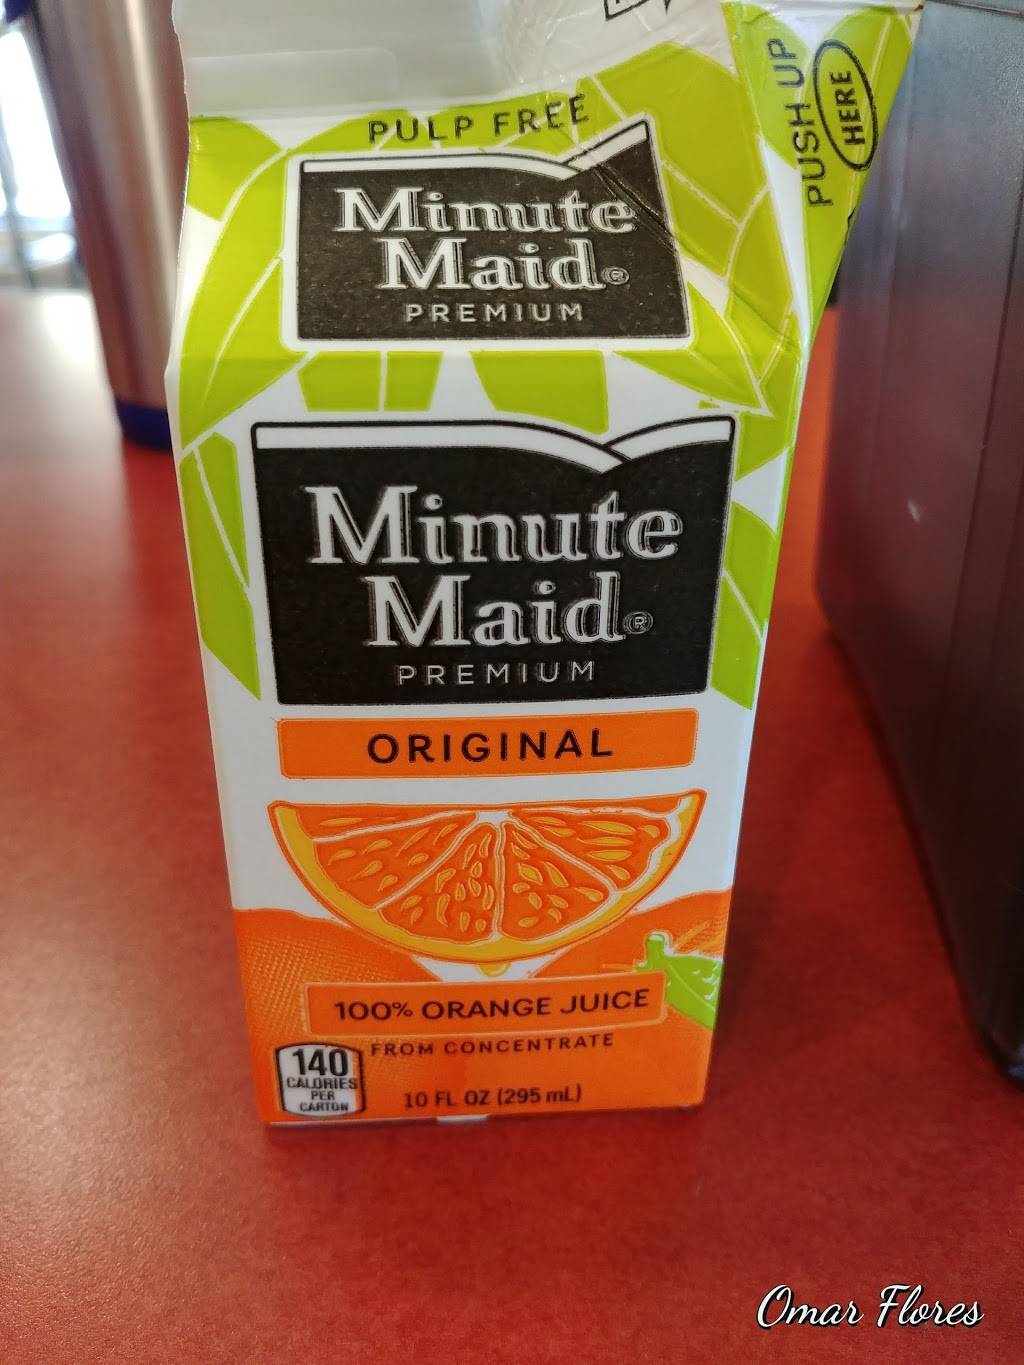 PULP FREE
Minute
Maid®
PREMIUM
PUSH UP
HERE
Minute
Maid®
PREMIUM
ORIGINAL
100% ORANGE JUICE
FROM CONCENTRATE
140
CALORIES
PER
CARTON
10 FL OZ (295 mL)
Omar Flores